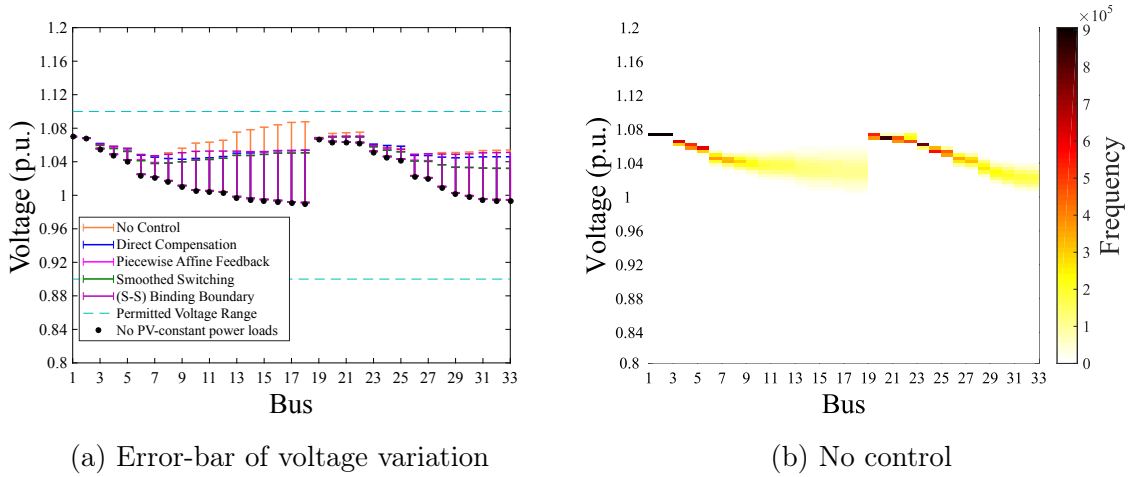 1.2
1.16
1.12
1.08
1.04
1
0.96
0.92
0.88
0.84
0.8
Voltage (p.u.)
No Control
Direct Compensation
Piecewise Affine Feedback
Smoothed Switching
(S-S) Binding Boundary
Permitted Voltage Range
No PV-constant power loads
1 3 5 7 9 11 13 15 17 19 21 23 25 27 29 31 33
Bus
(a) Error-bar of voltage variation
1.2
1.16
1.12
1.08
1.04
1
0.96
0.92
0.88
0.84
0.8
Voltage (p.u.)
1 3 5 7 9 11 13 15 17 19 21 23 25 27 29 31 33
Bus
×10⁵
9
8
7
6
5
4
3
2
1
0
Frequency
(b) No control